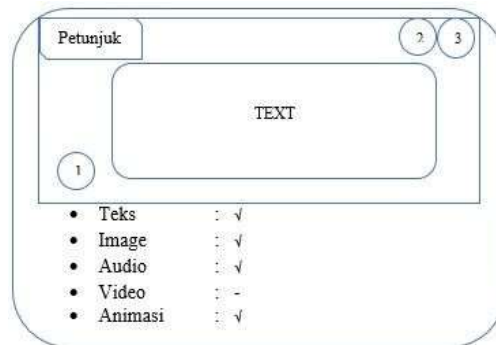 Petunjuk 2 3
TEXT
1
• Teks : √
• Image : √
• Audio : √
• Video : -
• Animasi : √